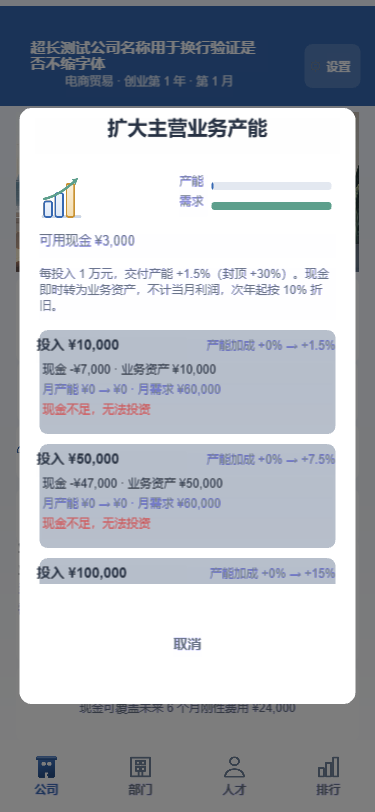 超长测试公司名称用于换行验证是
否不缩字体
电商贸易 · 创业第 1 年 · 第 1 月
设置
扩大主营业务产能
产能
需求
可用现金 ¥3,000
每投入 1 万元，交付产能 +1.5%（封顶 +30%）。现金
即时转为业务资产，不计当月利润，次年起按 10% 折
旧。
投入 ¥10,000
产能加成 +0% → +1.5%
现金 -¥7,000 · 业务资产 ¥10,000
月产能 ¥0 → ¥0 · 月需求 ¥60,000
现金不足，无法投资
投入 ¥50,000
产能加成 +0% → +7.5%
现金 -¥47,000 · 业务资产 ¥50,000
月产能 ¥0 → ¥0 · 月需求 ¥60,000
现金不足，无法投资
投入 ¥100,000
产能加成 +0% → +15%
取消
现金可覆盖未来 6 个月刚性费用 ¥24,000
公司
部门
人才
排行